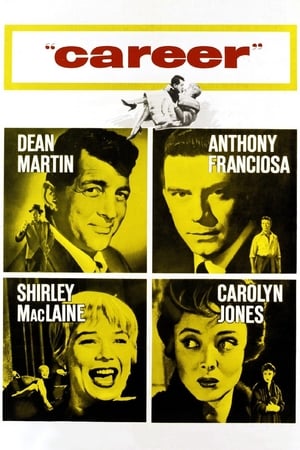 "career"
DEAN
MARTIN
ANTHONY
FRANCIOSA
SHIRLEY
MacLAINE
CAROLYN
JONES